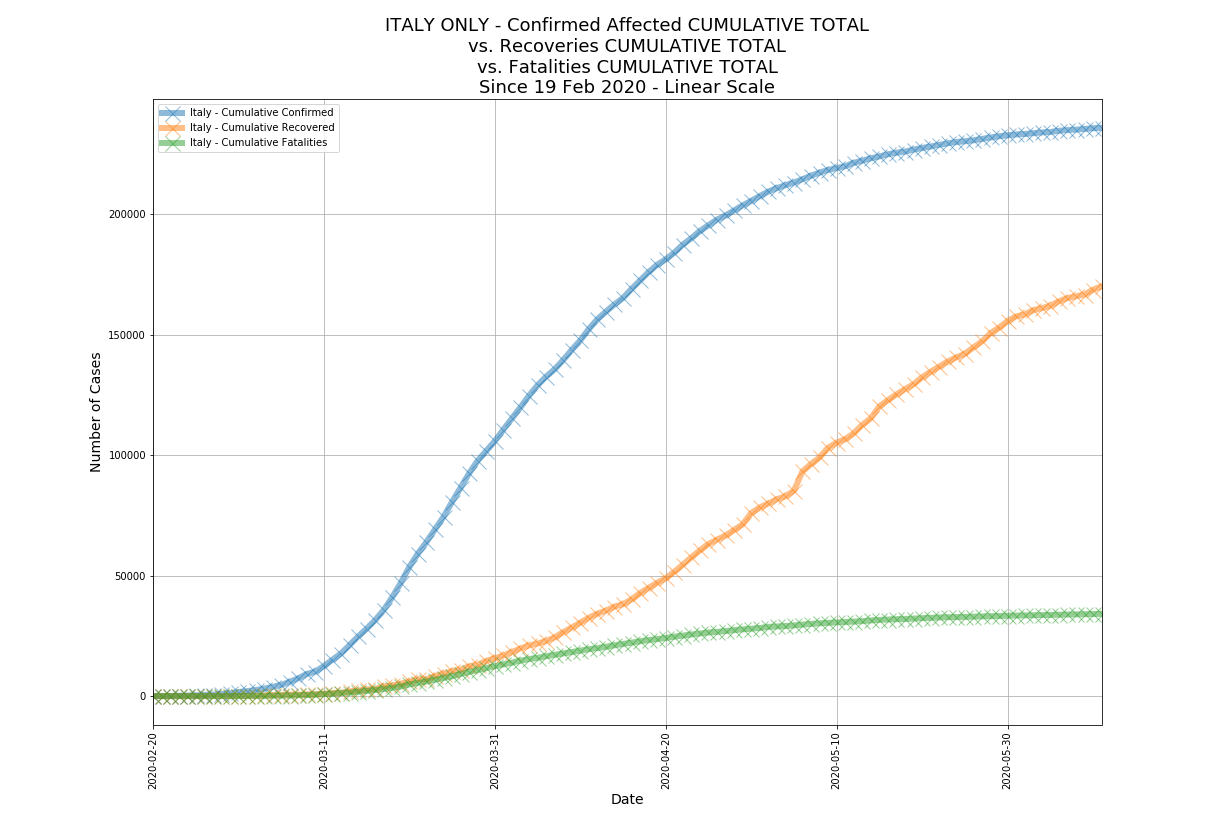 ITALY ONLY - Confirmed Affected CUMULATIVE TOTAL
vs. Recoveries CUMULATIVE TOTAL
vs. Fatalities CUMULATIVE TOTAL
Since 19 Feb 2020 - Linear Scale
Italy - Cumulative Confirmed
Italy - Cumulative Recovered
Italy - Cumulative Fatalities
Number of Cases
200000
150000
100000
50000
0
2020-02-20
2020-03-11
2020-03-31
2020-04-20
2020-05-10
2020-05-30
Date